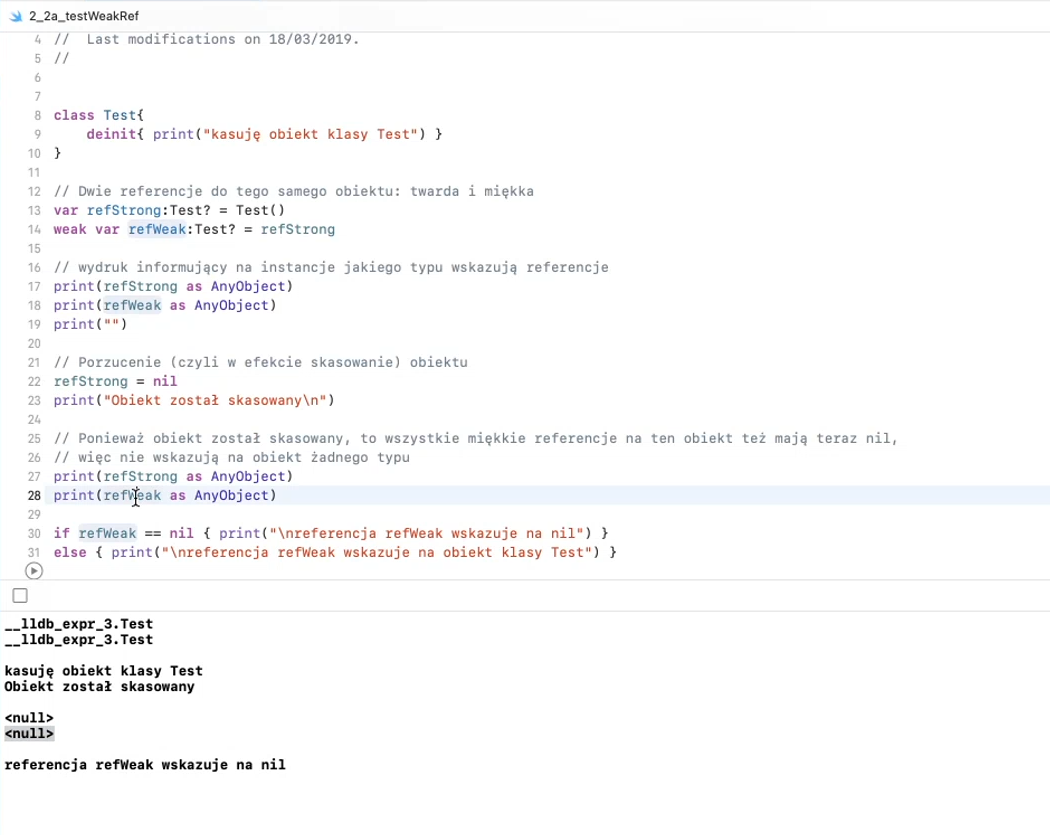 2_2a_testWeakRef
4 //  Last modifications on 18/03/2019.
5 //
6
7
8 class Test{
9     deinit{ print("kasuję obiekt klasy Test") }
10 }
11
12 // Dwie referencje do tego samego obiektu: twarda i miękka
13 var refStrong:Test? = Test()
14 weak var refWeak:Test? = refStrong
15
16 // wydruk informujący na instancje jakiego typu wskazują referencje
17 print(refStrong as AnyObject)
18 print(refWeak as AnyObject)
19 print("")
20
21 // Porzucenie (czyli w efekcie skasowanie) obiektu
22 refStrong = nil
23 print("Obiekt został skasowany\n")
24
25 // Ponieważ obiekt został skasowany, to wszystkie miękkie referencje na ten obiekt też mają teraz nil,
26 // więc nie wskazują na obiekt żadnego typu
27 print(refStrong as AnyObject)
28 print(refWeak as AnyObject)
29
30 if refWeak == nil { print("\nreferencja refWeak wskazuje na nil") }
31 else { print("\nreferencja refWeak wskazuje na obiekt klasy Test") }
__lldb_expr_3.Test
__lldb_expr_3.Test
kasuję obiekt klasy Test
Obiekt został skasowany
<null>
<null>
referencja refWeak wskazuje na nil